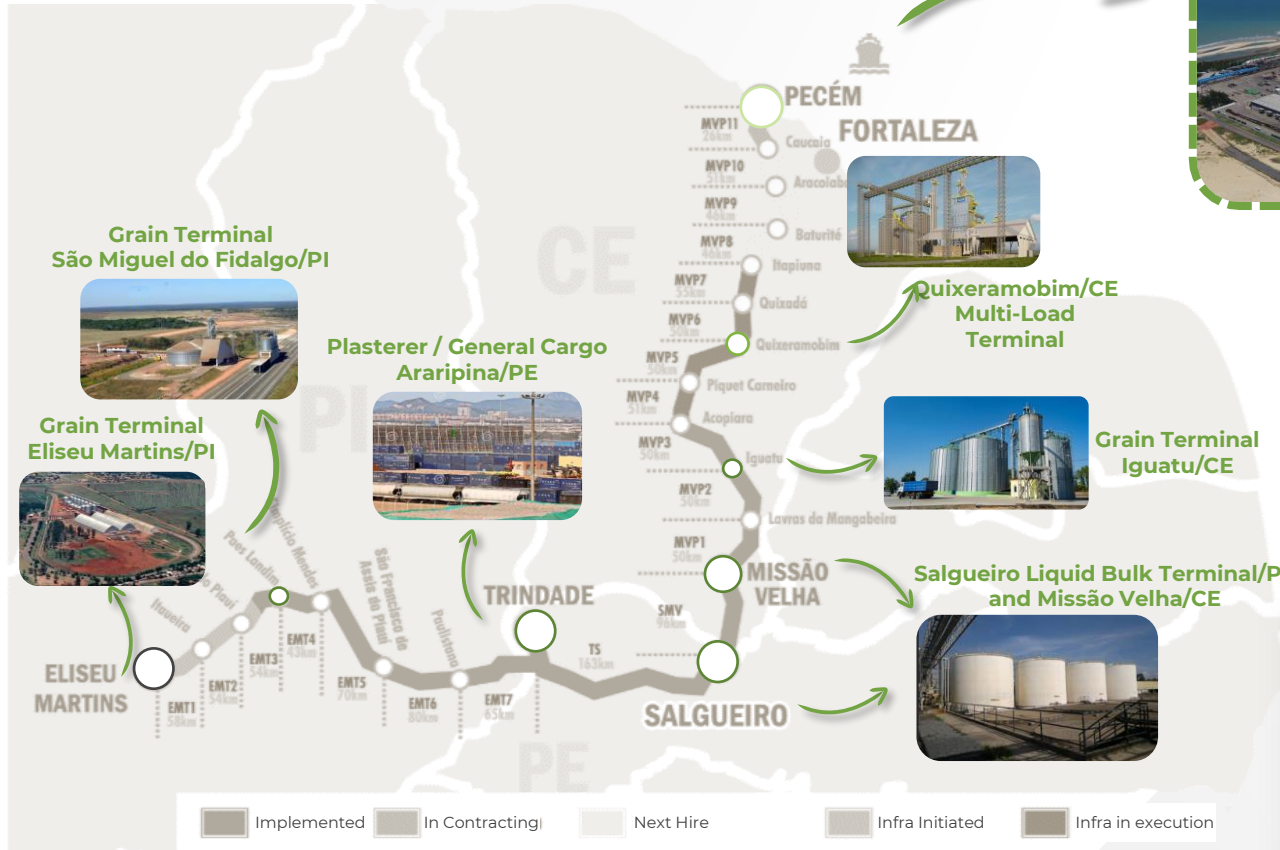 PECÉM
FORTALEZA
MVP11
26km
Caucaia
MVP10
51km
MVP9
46km
Baturité
MVP8
46km
Itapiuna
MVP7
55km
Quixadá
MVP6
50km
Quixeramobim
MVP5
50km
Piquet Carneiro
MVP4
51km
Acopiara
MVP3
50km
Iguatu
MVP2
50km
Lavras da Mangabeira
MVP1
50km
MISSÃO
VELHA
SMV
96km
CE
PI
PE
Grain Terminal
São Miguel do Fidalgo/PI
Plasterer / General Cargo
Araripina/PE
Grain Terminal
Eliseu Martins/PI
Quixeramobim/CE
Multi-Load
Terminal
Grain Terminal
Iguatu/CE
Salgueiro Liquid Bulk Terminal/P
and Missão Velha/CE
ELISEU
MARTINS
Itaueira
Piauí
Paes Landim
Mendes
São Francisco de
Assis do Piauí
Paulistana
TRINDADE
SALGUEIRO
EMT1
58km
EMT2
54km
EMT3
54km
EMT4
43km
EMT5
70km
EMT6
80km
EMT7
65km
TS
163km
Implemented
In Contracting
Next Hire
Infra Initiated
Infra in execution